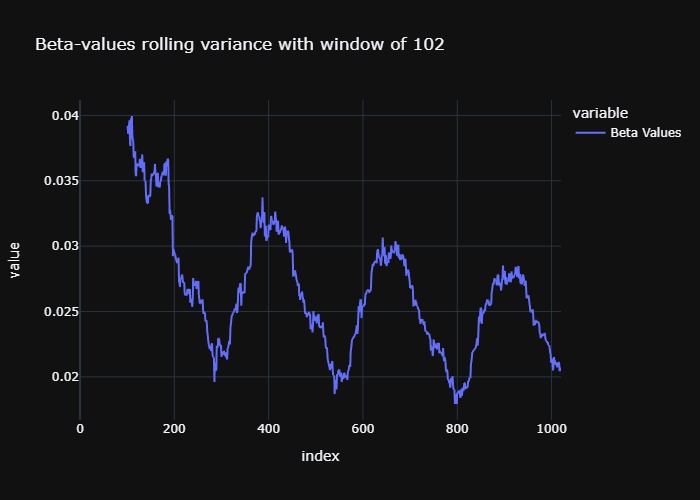 Beta-values rolling variance with window of 102
variable
Beta Values
value
0.04
0.035
0.03
0.025
0.02
0 200 400 600 800 1000
index